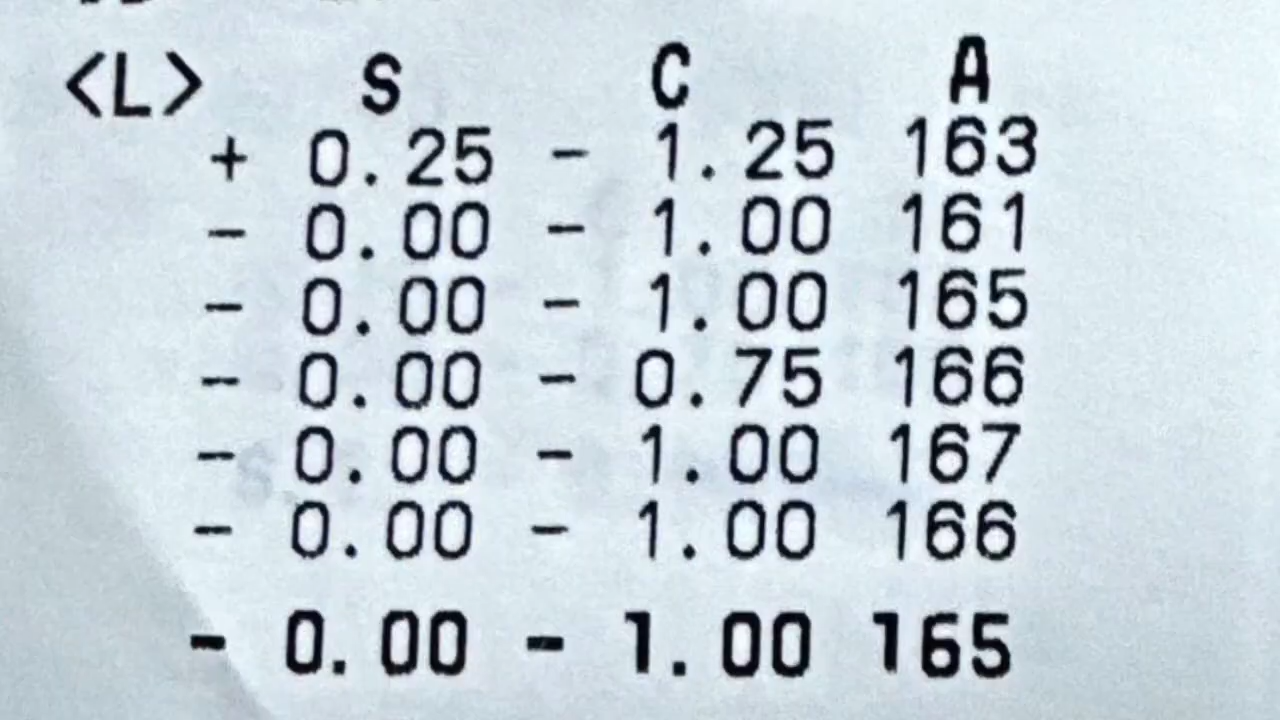 <L> S C A
+ 0.25 - 1.25 163
- 0.00 - 1.00 161
- 0.00 - 1.00 165
- 0.00 - 0.75 166
- 0.00 - 1.00 167
- 0.00 - 1.00 166
- 0.00 - 1.00 165